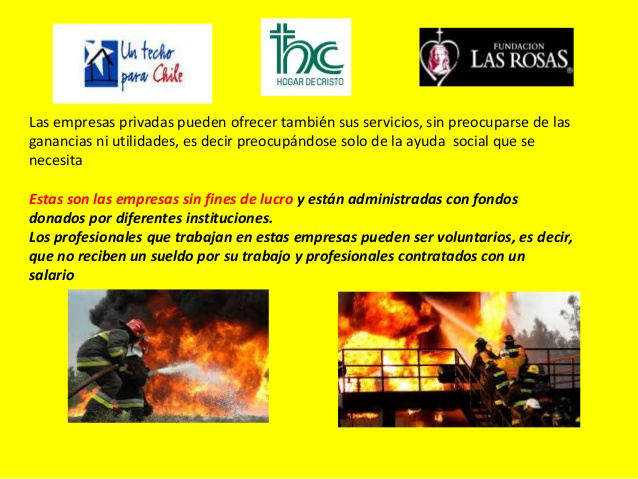 Un techo
para Chile
hc
HOGAR DE CRISTO
FUNDACION
LAS ROSAS®
Las empresas privadas pueden ofrecer también sus servicios, sin preocuparse de las
ganancias ni utilidades, es decir preocupándose solo de la ayuda social que se
necesita
Estas son las empresas sin fines de lucro y están administradas con fondos
donados por diferentes instituciones.
Los profesionales que trabajan en estas empresas pueden ser voluntarios, es decir,
que no reciben un sueldo por su trabajo y profesionales contratados con un
salario